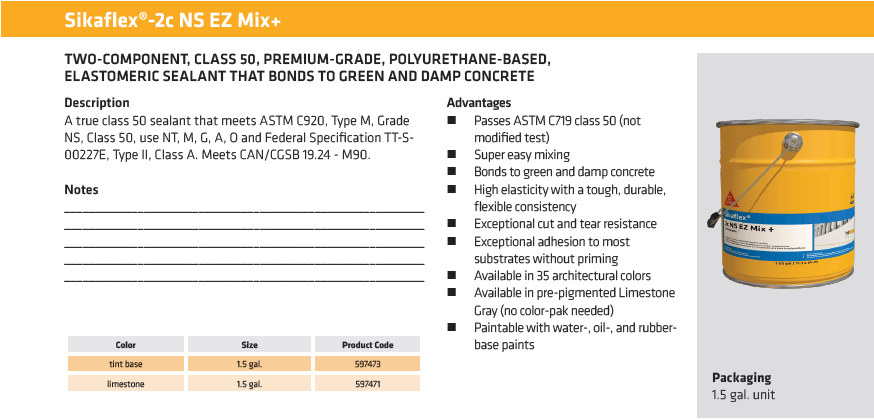 Sikaflex®-2c NS EZ Mix+
TWO-COMPONENT, CLASS 50, PREMIUM-GRADE, POLYURETHANE-BASED,
ELASTOMERIC SEALANT THAT BONDS TO GREEN AND DAMP CONCRETE
Description
A true class 50 sealant that meets ASTM C920, Type M, Grade
NS, Class 50, use NT, M, G, A, O and Federal Specification TT-S-
00227E, Type II, Class A. Meets CAN/CGSB 19.24 - M90.
Notes
Color Size Product Code
tint base 1.5 gal. 597473
limestone 1.5 gal. 597471
Advantages
■ Passes ASTM C719 class 50 (not
modified test)
■ Super easy mixing
■ Bonds to green and damp concrete
■ High elasticity with a tough, durable,
flexible consistency
■ Exceptional cut and tear resistance
■ Exceptional adhesion to most
substrates without priming
■ Available in 35 architectural colors
■ Available in pre-pigmented Limestone
Gray (no color-pak needed)
■ Paintable with water-, oil-, and rubber-
base paints
Sikaflex®
2c NS EZ Mix +
Packaging
1.5 gal. unit